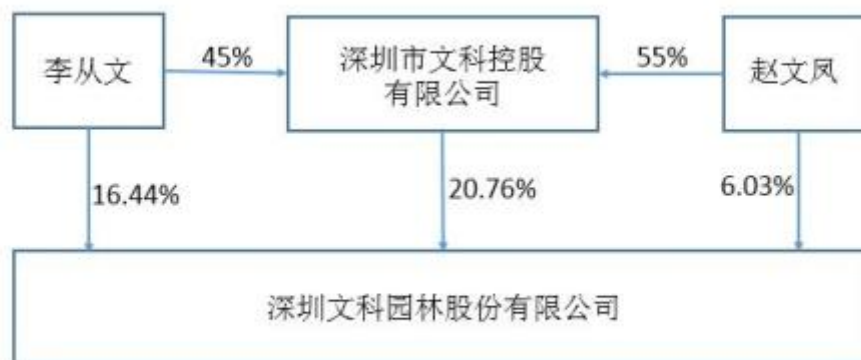 李从文
45%
深圳市文科控股
有限公司
55%
赵文凤
16.44%
20.76%
6.03%
深圳文科园林股份有限公司